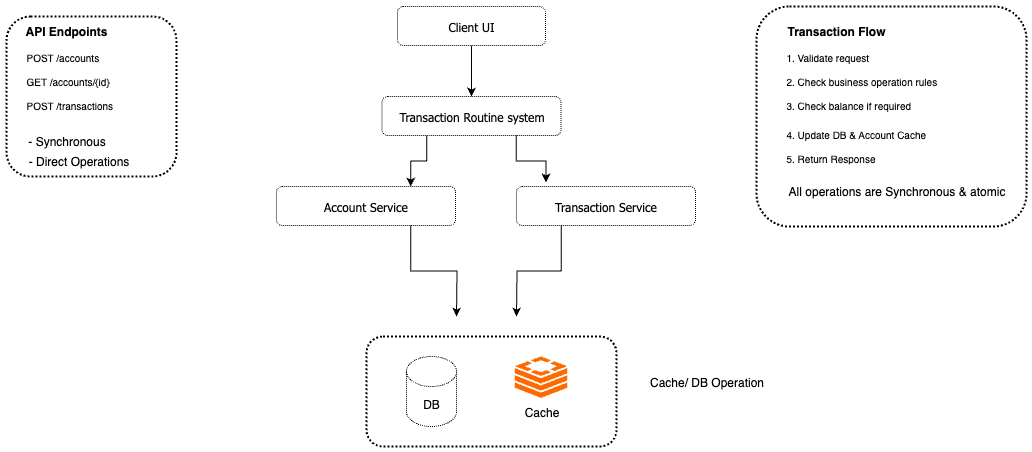 API Endpoints
POST /accounts
GET /accounts/{id}
POST /transactions
- Synchronous
- Direct Operations
Client UI
Transaction Routine system
Account Service
Transaction Service
DB
Cache
Cache/ DB Operation
Transaction Flow
1. Validate request
2. Check business operation rules
3. Check balance if required
4. Update DB & Account Cache
5. Return Response
All operations are Synchronous & atomic